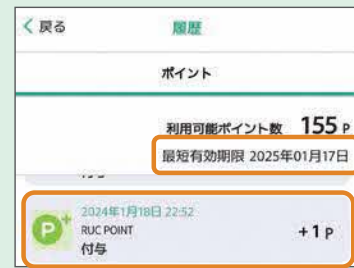 戻る
履歴
ポイント
利用可能ポイント数 155 P
最短有効期限 2025年01月17日
P+
2024年1月18日 22:52
RUC POINT
+1 P
付与